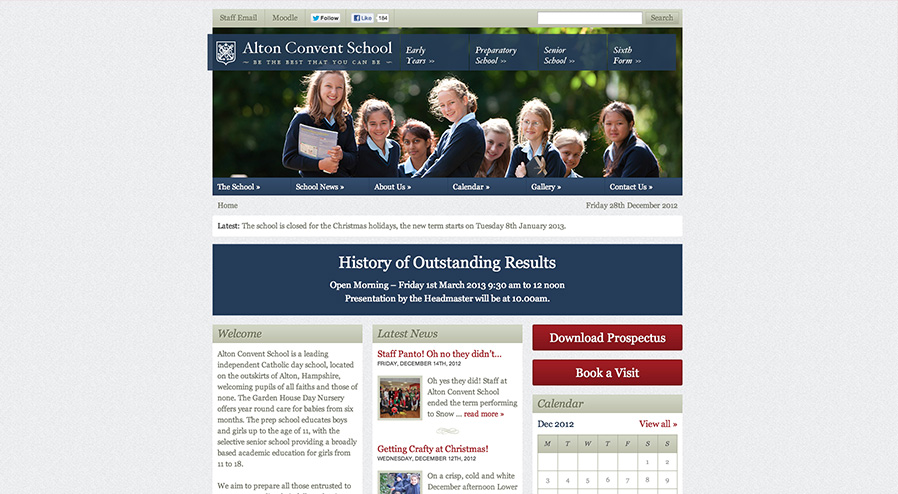 Staff Email Moodle Follow Like 184 Search
Alton Convent School
~ BE THE BEST THAT YOU CAN BE ~
Early Years >>
Preparatory School >>
Senior School >>
Sixth Form >>
The School » School News » About Us » Calendar » Gallery » Contact Us »
Home Friday 28th December 2012
Latest: The school is closed for the Christmas holidays, the new term starts on Tuesday 8th January 2013.
History of Outstanding Results
Open Morning – Friday 1st March 2013 9:30 am to 12 noon
Presentation by the Headmaster will be at 10.00am.
Welcome
Alton Convent School is a leading
independent Catholic day school, located
on the outskirts of Alton, Hampshire,
welcoming pupils of all faiths and those of
none. The Garden House Day Nursery
offers year round care for babies from six
months. The prep school educates boys
and girls up to the age of 11, with the
selective senior school providing a broadly
based academic education for girls from
11 to 18.
We aim to prepare all those entrusted to
Latest News
Staff Panto! Oh no they didn't...
FRIDAY, DECEMBER 14TH, 2012
Oh yes they did! Staff at
Alton Convent School
ended the term performing
to Snow ... read more »
Getting Crafty at Christmas!
WEDNESDAY, DECEMBER 12TH, 2012
On a crisp, cold and white
December afternoon Lower
Download Prospectus
Book a Visit
Calendar
Dec 2012 View all »
M T W T F S S
1 2
3 4 5 6 7 8 9